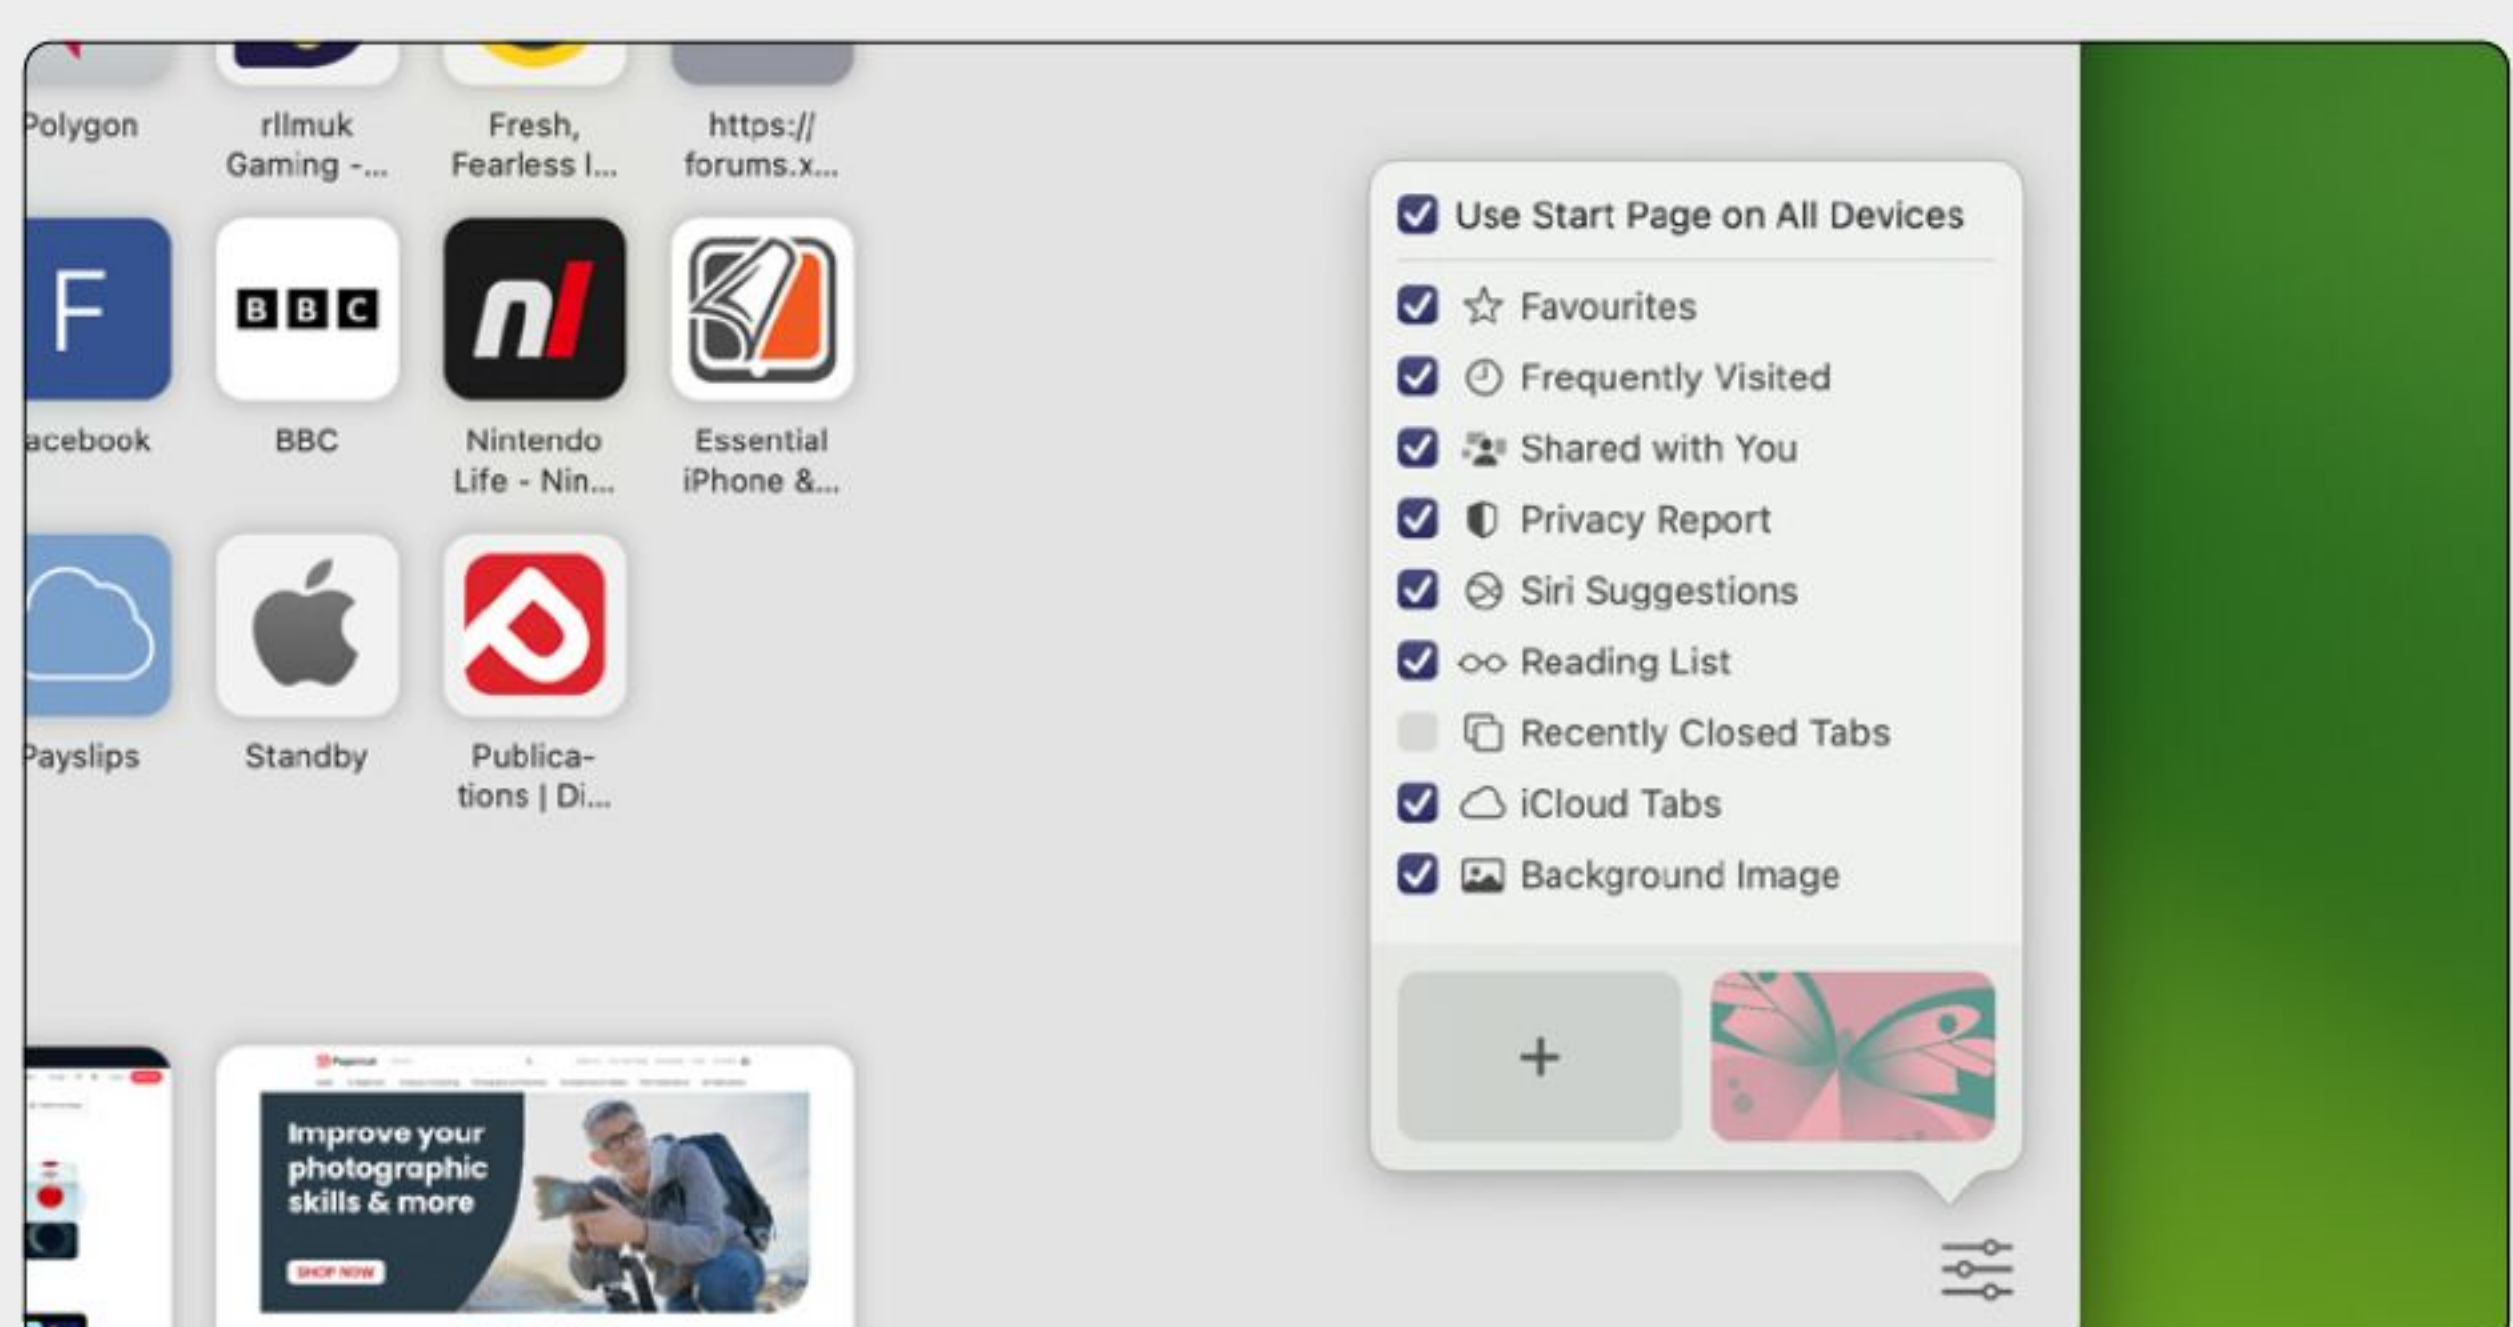 Polygon
rllmuk
Gaming -...
Fresh,
Fearless I...
https://
forums.x...
F
BBC
nl
acebook
BBC
Nintendo
Life - Nin...
Essential
iPhone &...
Payslips
Standby
Publica-
tions | Di...
Improve your
photographic
skills & more
SHOP NOW
Use Start Page on All Devices
Favourites
Frequently Visited
Shared with You
Privacy Report
Siri Suggestions
Reading List
Recently Closed Tabs
iCloud Tabs
Background Image
+